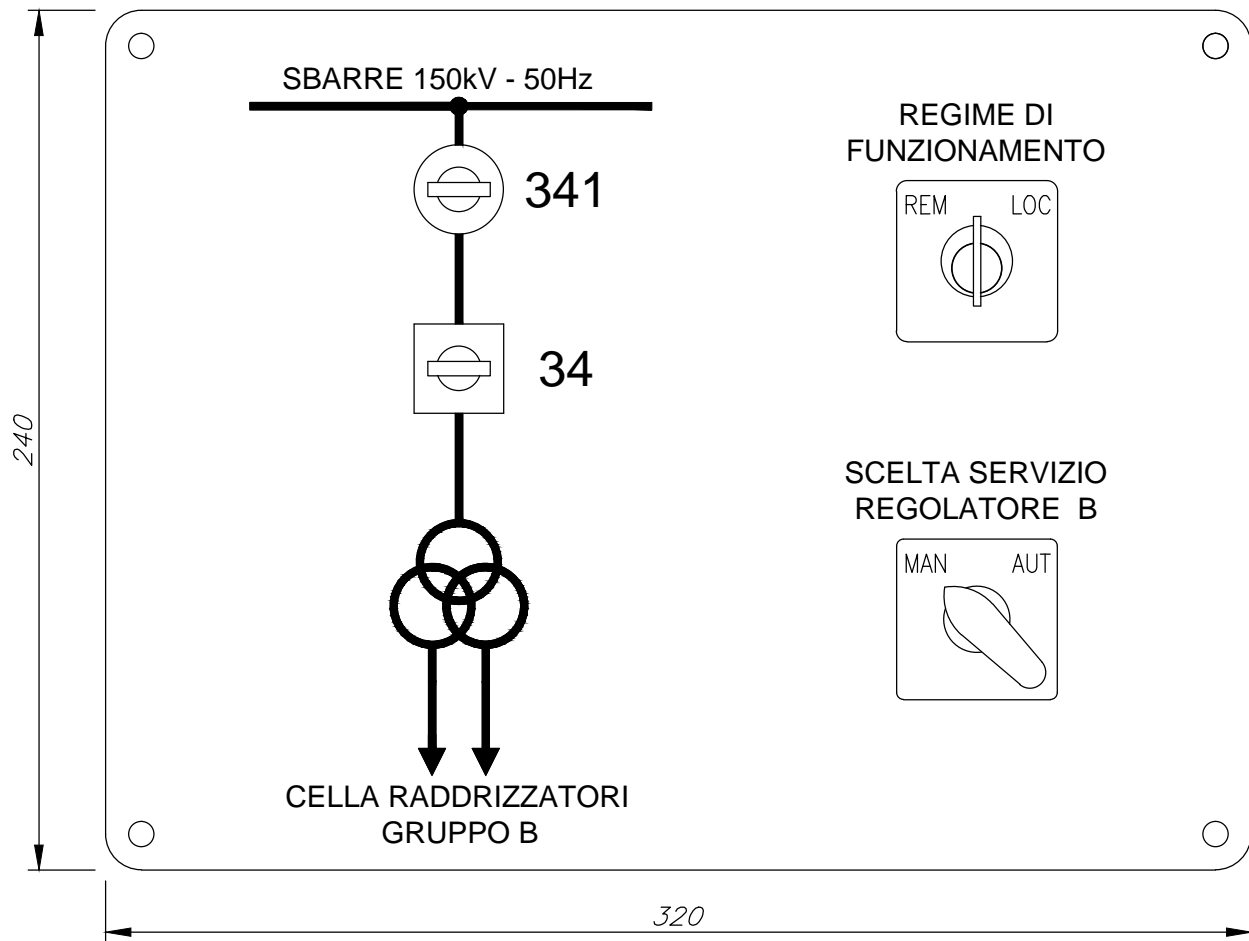 SBARRE 150kV - 50Hz
341
34
CELLA RADDRIZZATORI
GRUPPO B
REGIME DI
FUNZIONAMENTO
REM LOC
SCELTA SERVIZIO
REGOLATORE B
MAN AUT
240
320